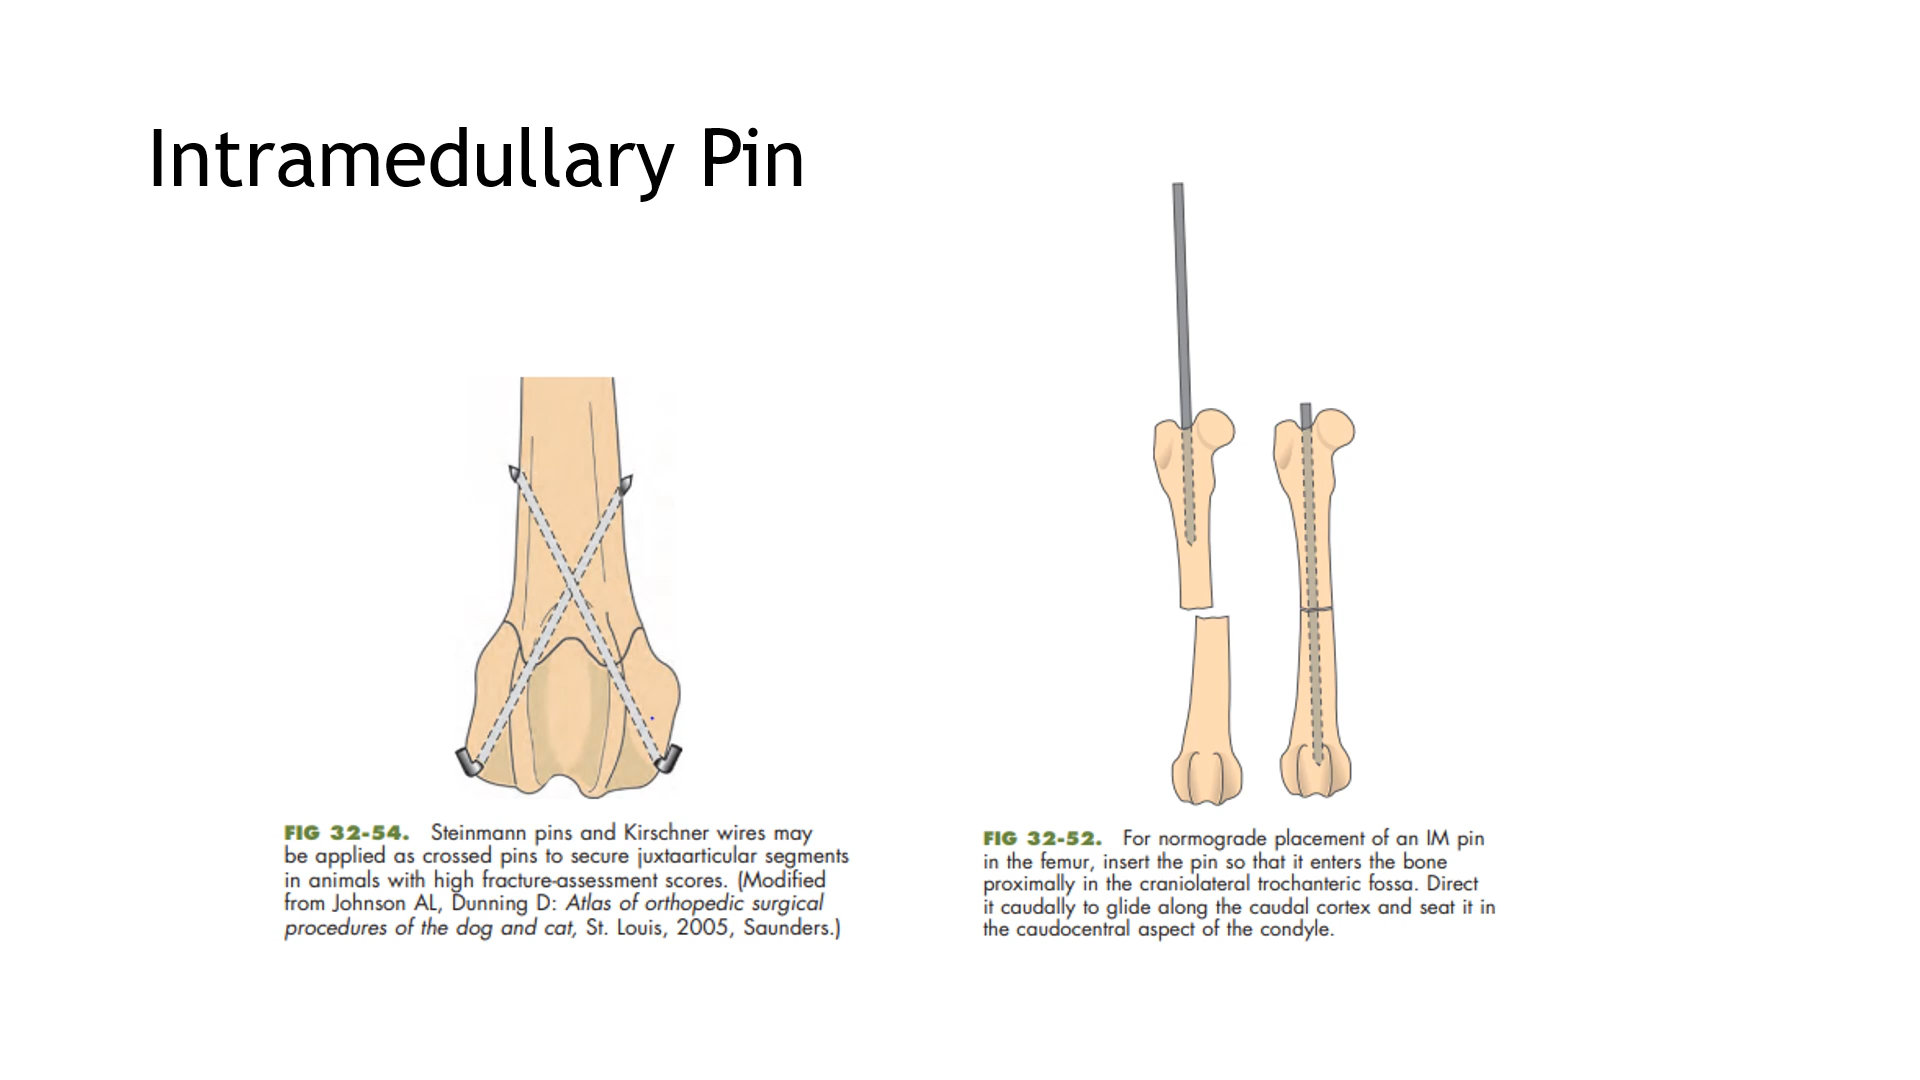 Intramedullary Pin
FIG 32-54. Steinmann pins and Kirschner wires may
be applied as crossed pins to secure juxtaarticular segments
in animals with high fracture-assessment scores. (Modified
from Johnson AL, Dunning D: Atlas of orthopedic surgical
procedures of the dog and cat, St. Louis, 2005, Saunders.)
FIG 32-52. For normograde placement of an IM pin
in the femur, insert the pin so that it enters the bone
proximally in the craniolateral trochanteric fossa. Direct
it caudally to glide along the caudal cortex and seat it in
the caudocentral aspect of the condyle.